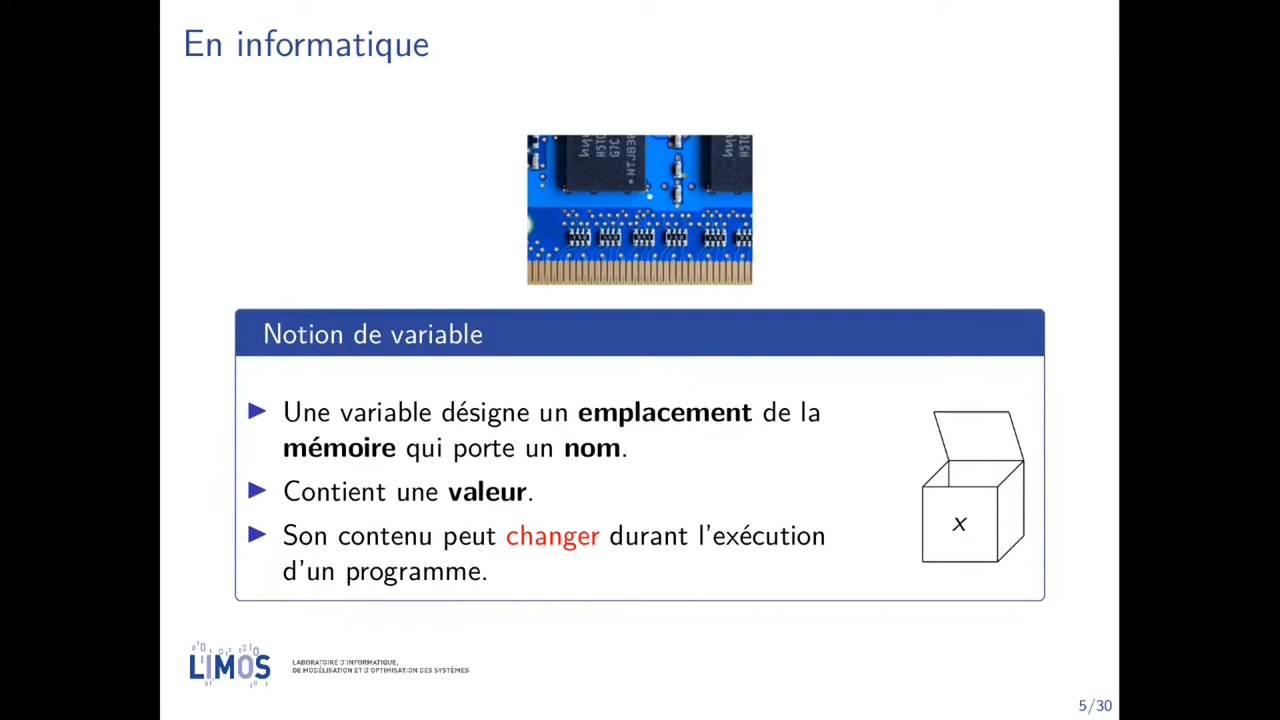 En informatique
Notion de variable
Une variable désigne un emplacement de la
mémoire qui porte un nom.
Contient une valeur.
Son contenu peut changer durant l'exécution
d'un programme.
x
LIMOS
LABORATOIRE D'INFORMATIQUE,
DE MODÉLISATION ET D'OPTIMISATION DES SYSTÈMES
5/30